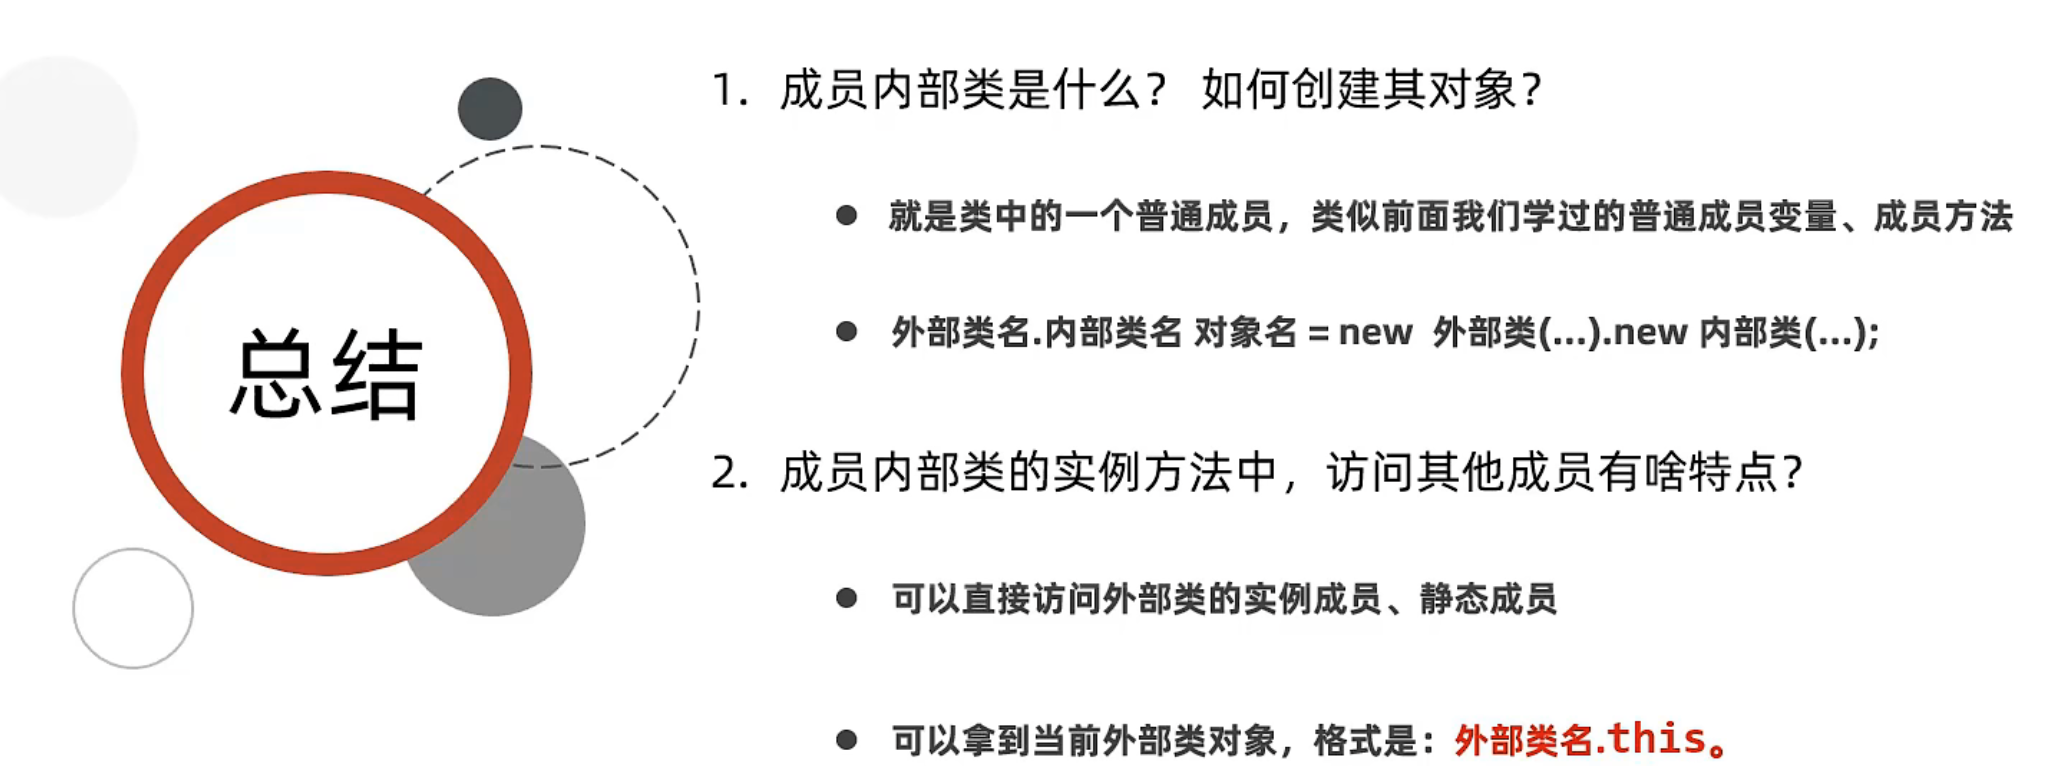 总结
1. 成员内部类是什么？ 如何创建其对象？
● 就是类中的一个普通成员，类似前面我们学过的普通成员变量、成员方法
● 外部类名.内部类名 对象名 = new 外部类(...).new 内部类(...);
2. 成员内部类的实例方法中，访问其他成员有啥特点？
● 可以直接访问外部类的实例成员、静态成员
● 可以拿到当前外部类对象，格式是：外部类名.this。